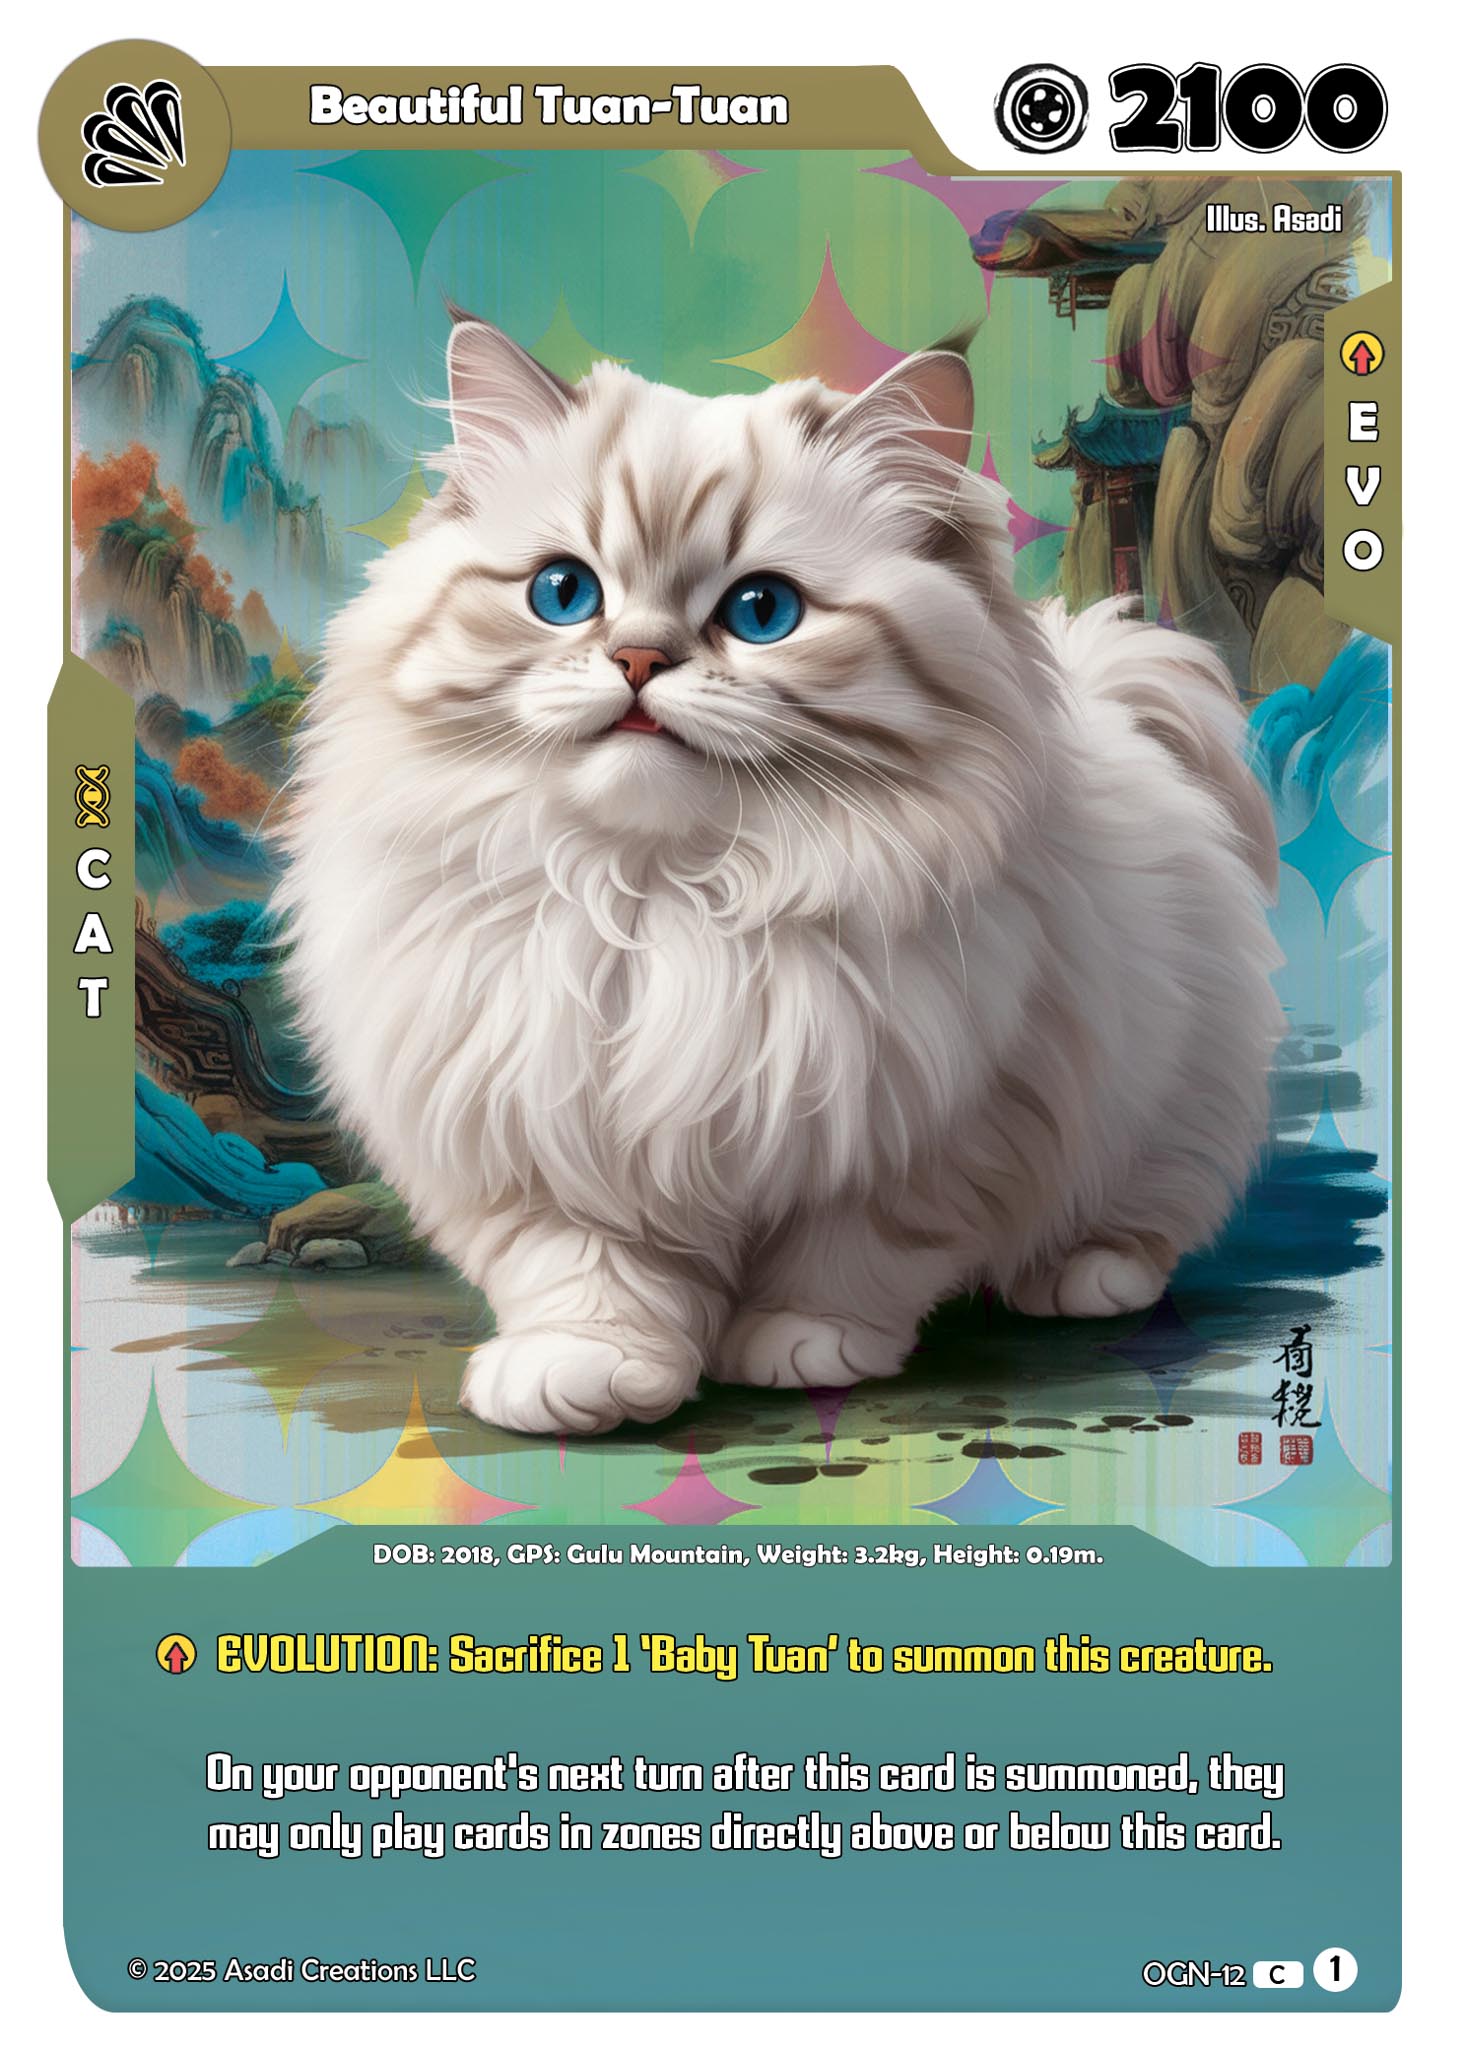 Beautiful Tuan-Tuan
2100
Illus. Asadi
EVO
CAT
DOB: 2018, GPS: Gulu Mountain, Weight: 3.2kg, Height: 0.19m.
EVOLUTION: Sacrifice 1 'Baby Tuan' to summon this creature.
On your opponent's next turn after this card is summoned, they
may only play cards in zones directly above or below this card.
© 2025 Asadi Creations LLC
OGN-12 C 1